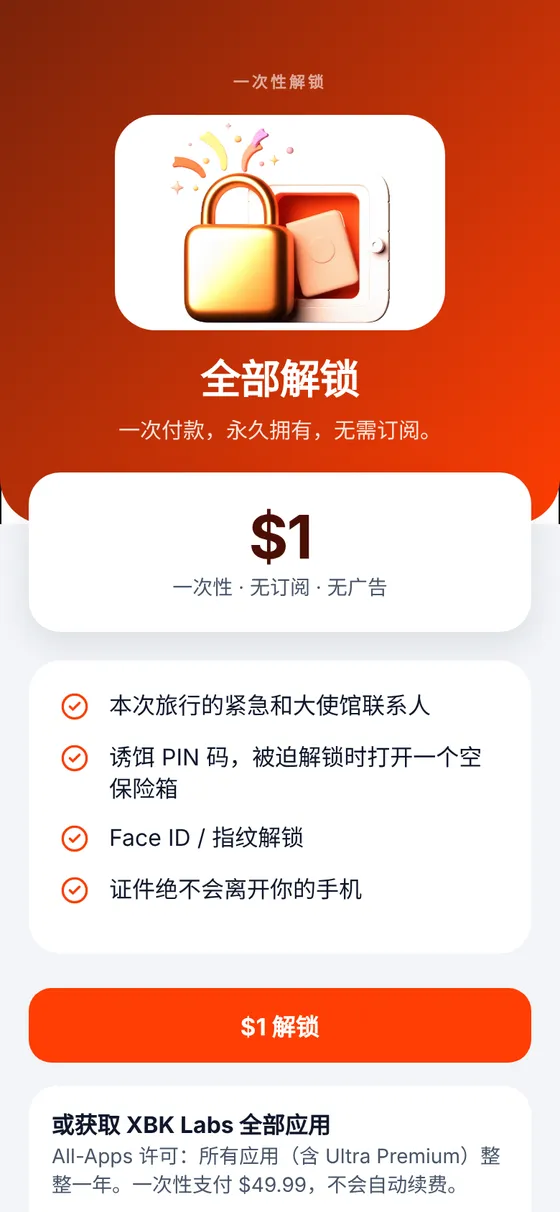 一次性解锁
全部解锁
一次付款，永久拥有，无需订阅。
$1
一次性 · 无订阅 · 无广告
本次旅行的紧急和大使馆联系人
诱饵 PIN 码，被迫解锁时打开一个空
保险箱
Face ID / 指纹解锁
证件绝不会离开你的手机
$1 解锁
或获取 XBK Labs 全部应用
All-Apps 许可：所有应用（含 Ultra Premium）整
整一年。一次性支付 $49.99，不会自动续费。